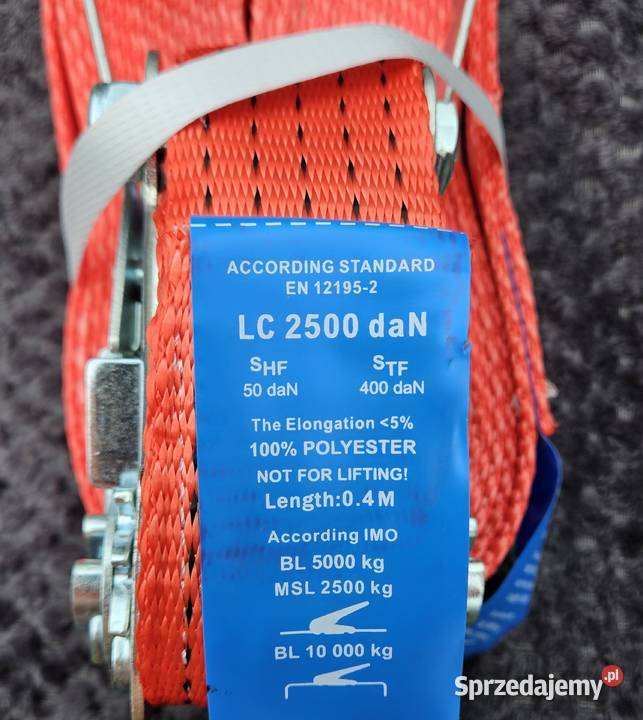 ACCORDING STANDARD
EN 12195-2
LC 2500 daN
SHF STF
50 daN 400 daN
The Elongation <5%
100% POLYESTER
NOT FOR LIFTING!
Length:0.4M
According IMO
BL 5000 kg
MSL 2500 kg
BL 10 000 kg
Sprzedajemy.pl